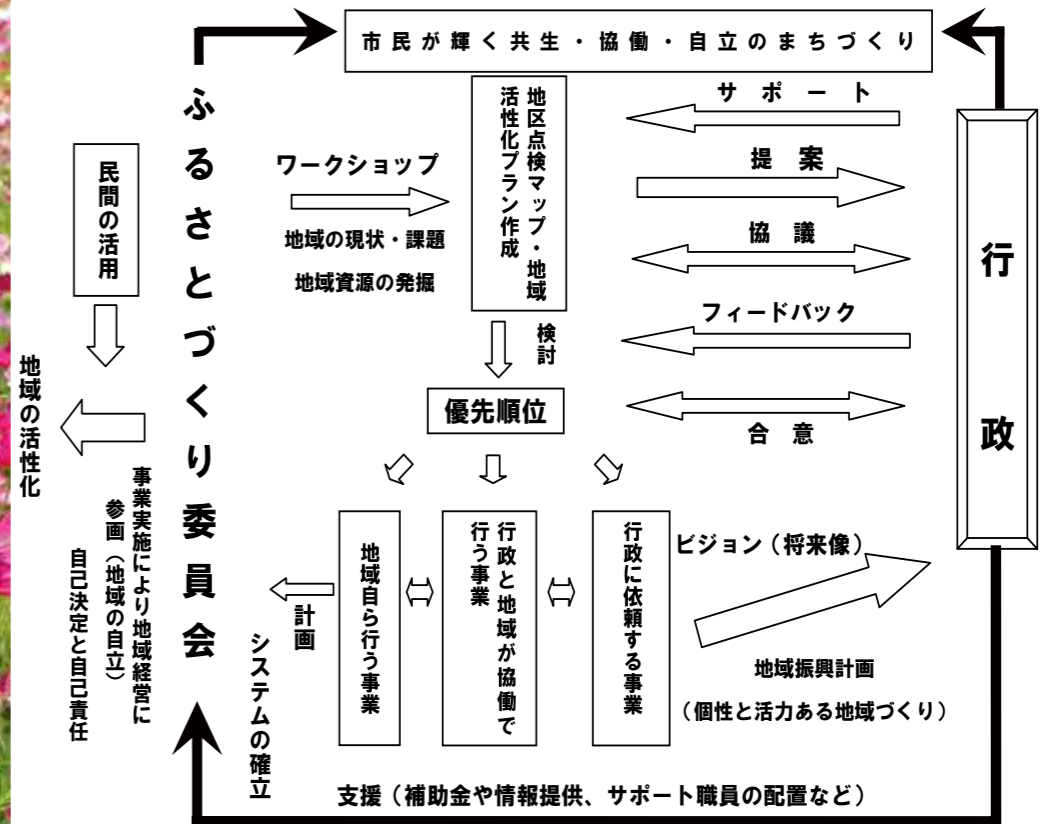 市民が輝く共生・協働・自立のまちづくり
ふるさとづくり委員会
行政
民間の活用
地域の活性化
事業実施により地域経営に
参画（地域の自立）
自己決定と自己責任
ワークショップ
地域の現状・課題
地域資源の発掘
地区点検マップ・地域
活性化プラン作成
サポート
提案
協議
フィードバック
合意
検討
優先順位
地域自ら行う事業
行政と地域が協働で
行う事業
行政に依頼する事業
計画
システムの確立
ビジョン（将来像）
地域振興計画
（個性と活力ある地域づくり）
支援（補助金や情報提供、サポート職員の配置など）